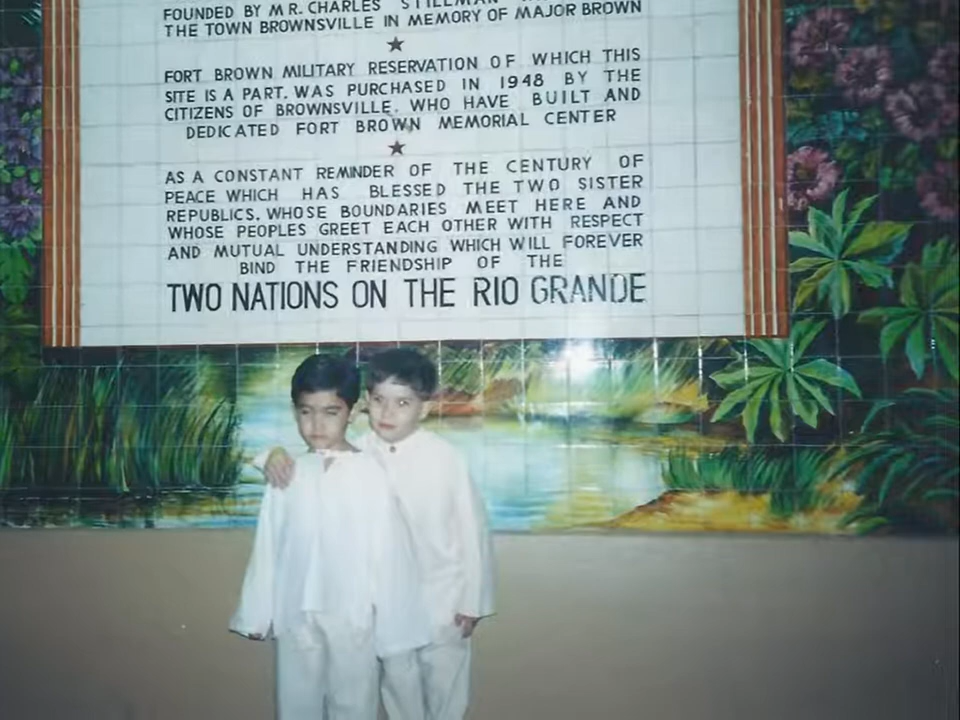 FOUNDED BY MR. CHARLES STILLMAN
THE TOWN BROWNSVILLE IN MEMORY OF MAJOR BROWN
FORT BROWN MILITARY RESERVATION OF WHICH THIS
SITE IS A PART, WAS PURCHASED IN 1948 BY THE
CITIZENS OF BROWNSVILLE, WHO HAVE BUILT AND
DEDICATED FORT BROWN MEMORIAL CENTER
AS A CONSTANT REMINDER OF THE CENTURY OF
PEACE WHICH HAS BLESSED THE TWO SISTER
REPUBLICS, WHOSE BOUNDARIES MEET HERE AND
WHOSE PEOPLES GREET EACH OTHER WITH RESPECT
AND MUTUAL UNDERSTANDING WHICH WILL FOREVER
BIND THE FRIENDSHIP OF THE
TWO NATIONS ON THE RIO GRANDE